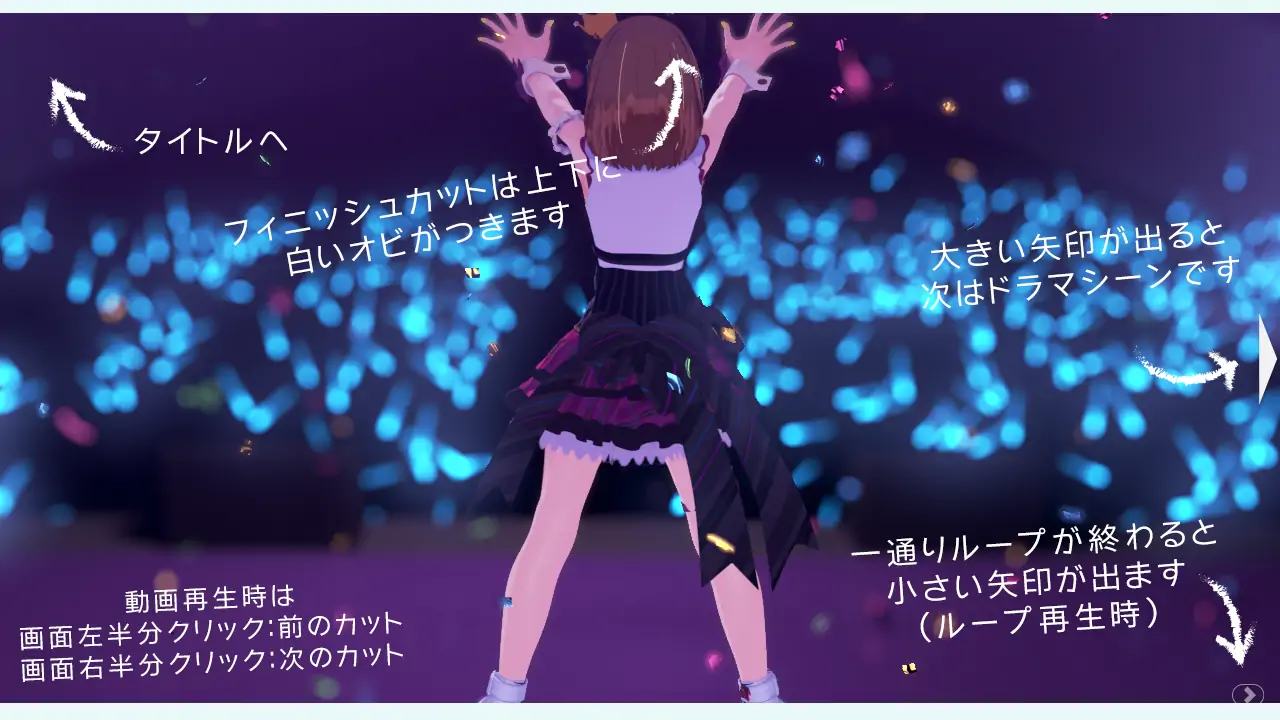 タイトルへ
フィニッシュカットは上下に
白いオビがつきます
大きい矢印が出ると
次はドラマシーンです
一通りループが終わると
小さい矢印が出ます
(ループ再生時)
動画再生時は
画面左半分クリック:前のカット
画面右半分クリック:次のカット